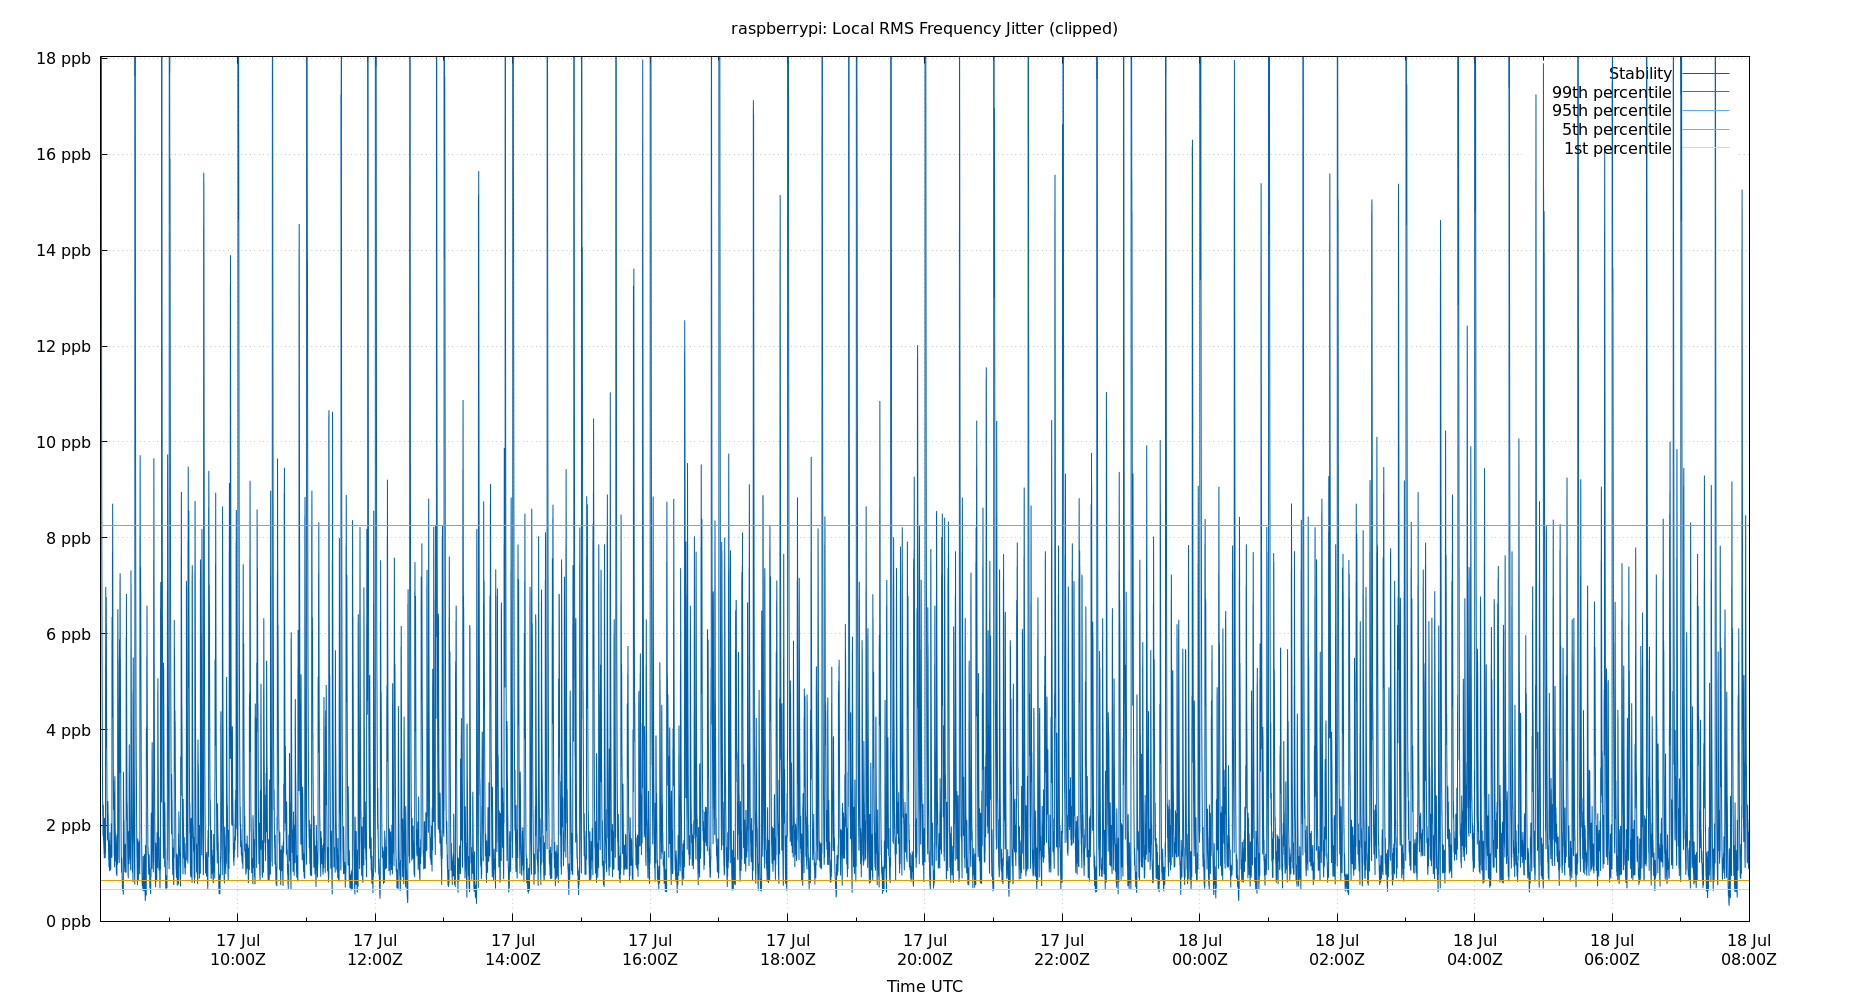 raspberrypi: Local RMS Frequency Jitter (clipped)
18 ppb
16 ppb
14 ppb
12 ppb
10 ppb
8 ppb
6 ppb
4 ppb
2 ppb
0 ppb
Stability
99th percentile
95th percentile
5th percentile
1st percentile
17 Jul 17 Jul 17 Jul 17 Jul 17 Jul 17 Jul 17 Jul 18 Jul 18 Jul 18 Jul 18 Jul 18 Jul
10:00Z 12:00Z 14:00Z 16:00Z 18:00Z 20:00Z 22:00Z 00:00Z 02:00Z 04:00Z 06:00Z 08:00Z
Time UTC